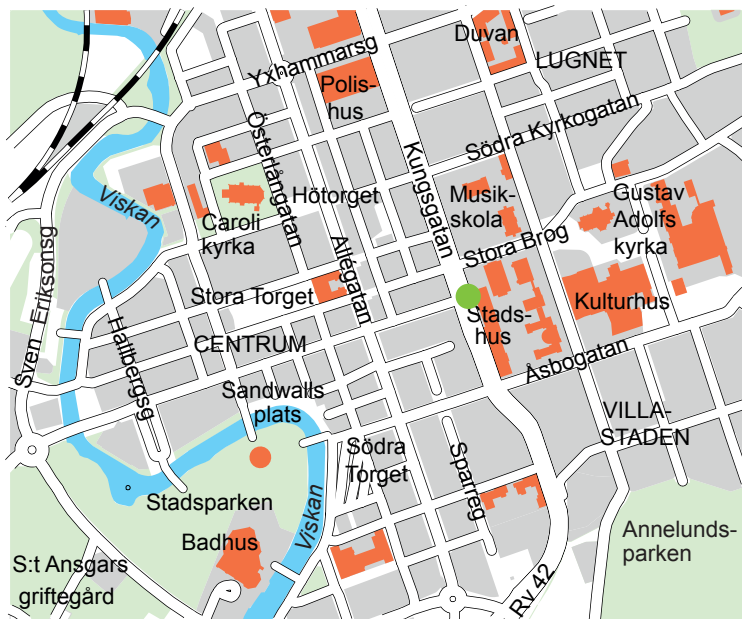 Duvan
LUGNET
Yxhammarsg
Polis-
hus
Södra Kyrkogatan
Österlånggatan
Kungsgatan
Viskan
Hötorget
Musik-
skola
Gustav
Adolfs
kyrka
Caroli
kyrka
Stora Brog
Allégatan
Sven Eriksonsg
Stora Torget
Kulturhus
Stads-
hus
Hallbergsg
CENTRUM
Åsbogatan
Sandwalls
plats
VILLA-
STADEN
Södra
Torget
Sparreg
Stadsparken
Viskan
Badhus
Annelunds-
parken
S:t Ansgars
griftegård
Rv 42